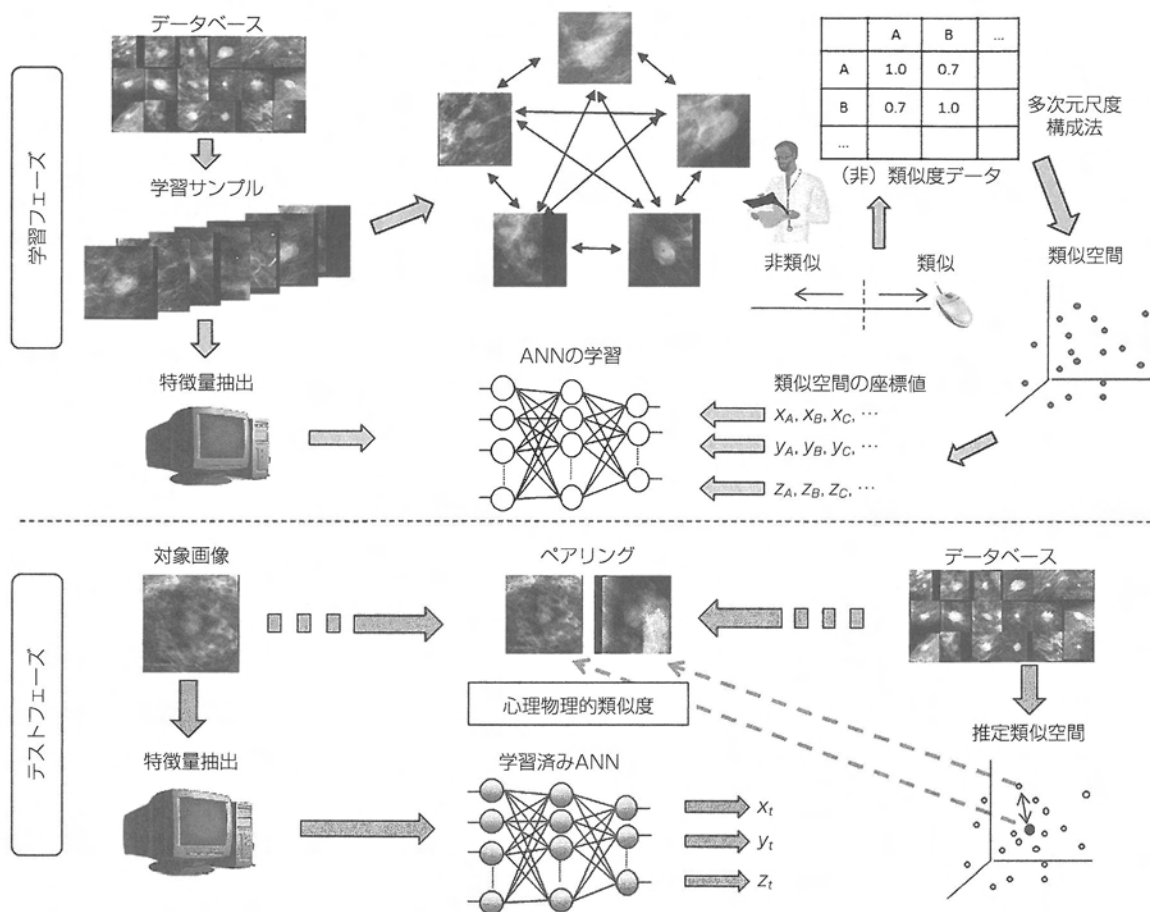 データベース
学習フェーズ
学習サンプル
特徴量抽出
A B ...
A 1.0 0.7
B 0.7 1.0
...
多次元尺度
構成法
（非）類似度データ
非類似 類似
類似空間
ANNの学習
類似空間の座標値
x_A, x_B, x_C, …
y_A, y_B, y_C, …
z_A, z_B, z_C, …
テストフェーズ
対象画像
ペアリング
データベース
心理物理的類似度
推定類似空間
特徴量抽出
学習済みANN
x_t
y_t
z_t